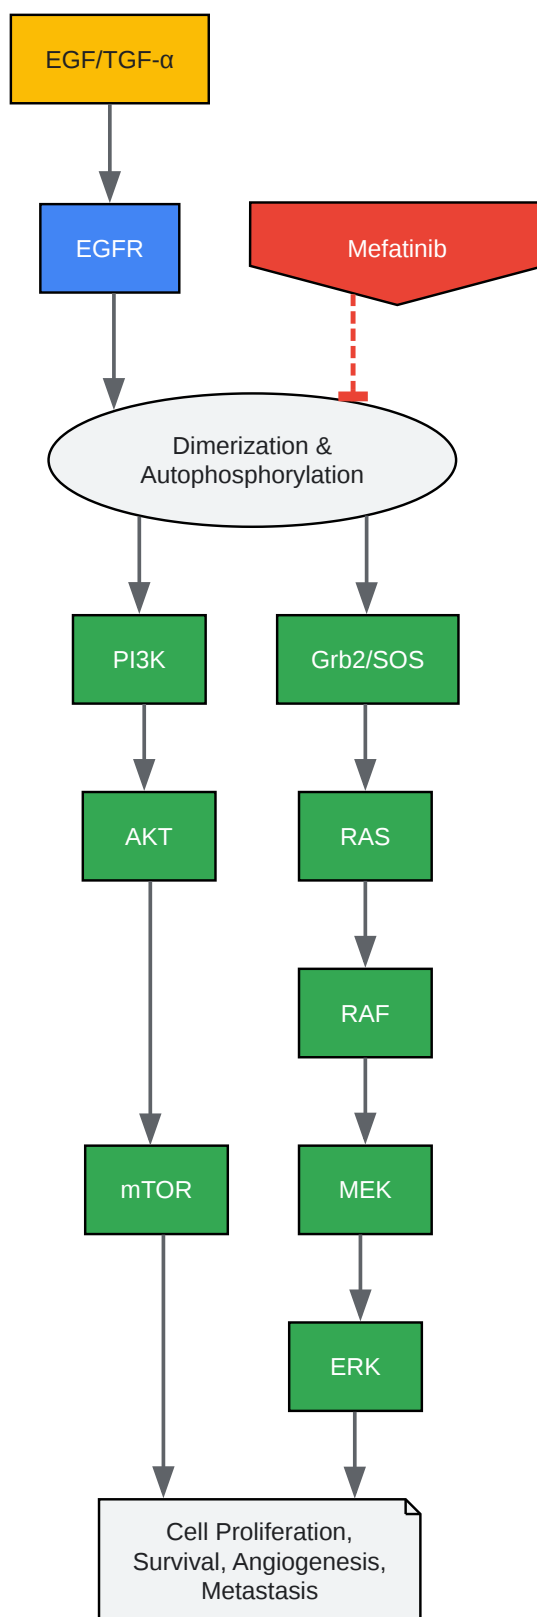 EGF/TGF-α
EGFR
Mefatinib
Dimerization &
Autophosphorylation
PI3K
Grb2/SOS
AKT
RAS
RAF
mTOR
MEK
ERK
Cell Proliferation,
Survival, Angiogenesis,
Metastasis